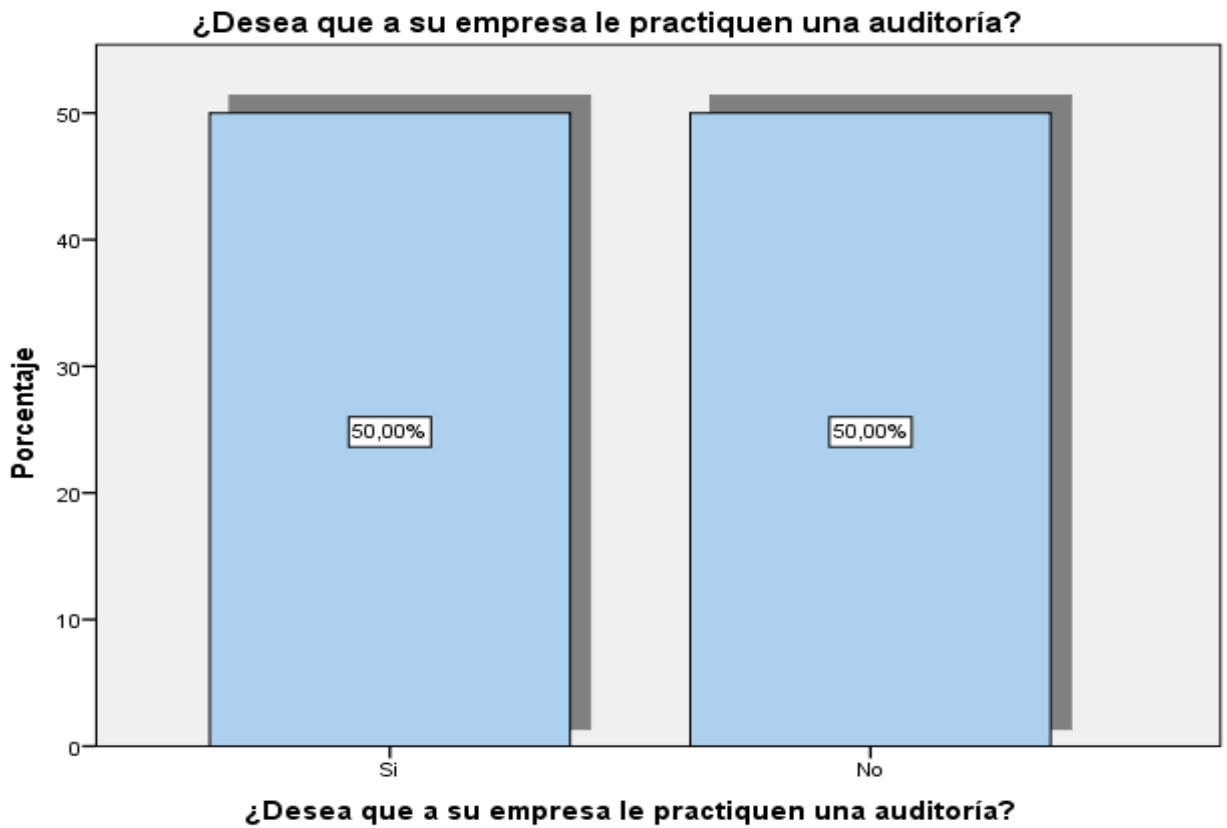 ¿Desea que a su empresa le practiquen una auditoría?
Porcentaje
50
40
30
20
10
0
50,00%
50,00%
Si
No
¿Desea que a su empresa le practiquen una auditoría?